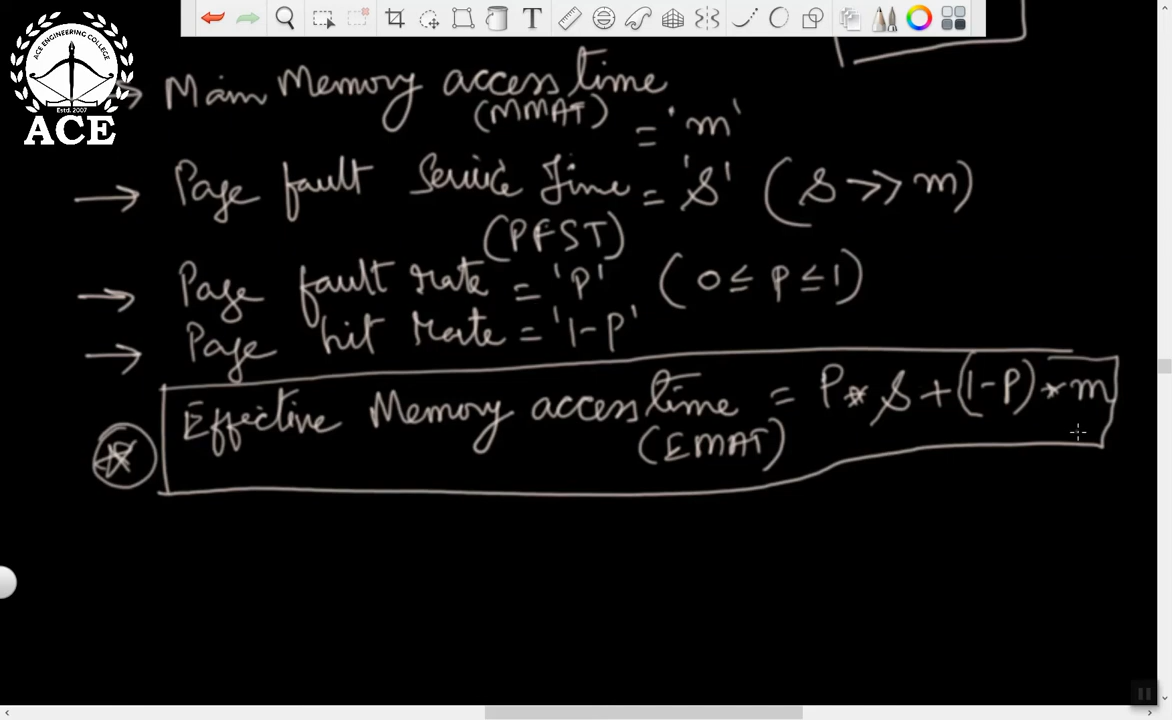 ACE ENGINEERING COLLEGE
Estd. 2007
ACE
→ Main Memory access time
(MMAT) = 'm'
→ Page fault Service Time = 'S' (S >> m)
(PFST)
→ Page fault rate = 'P' (0 ≤ P ≤ 1)
→ Page hit rate = '1-P'
Effective Memory access time = P * S + (1-P) * m
(EMAT)